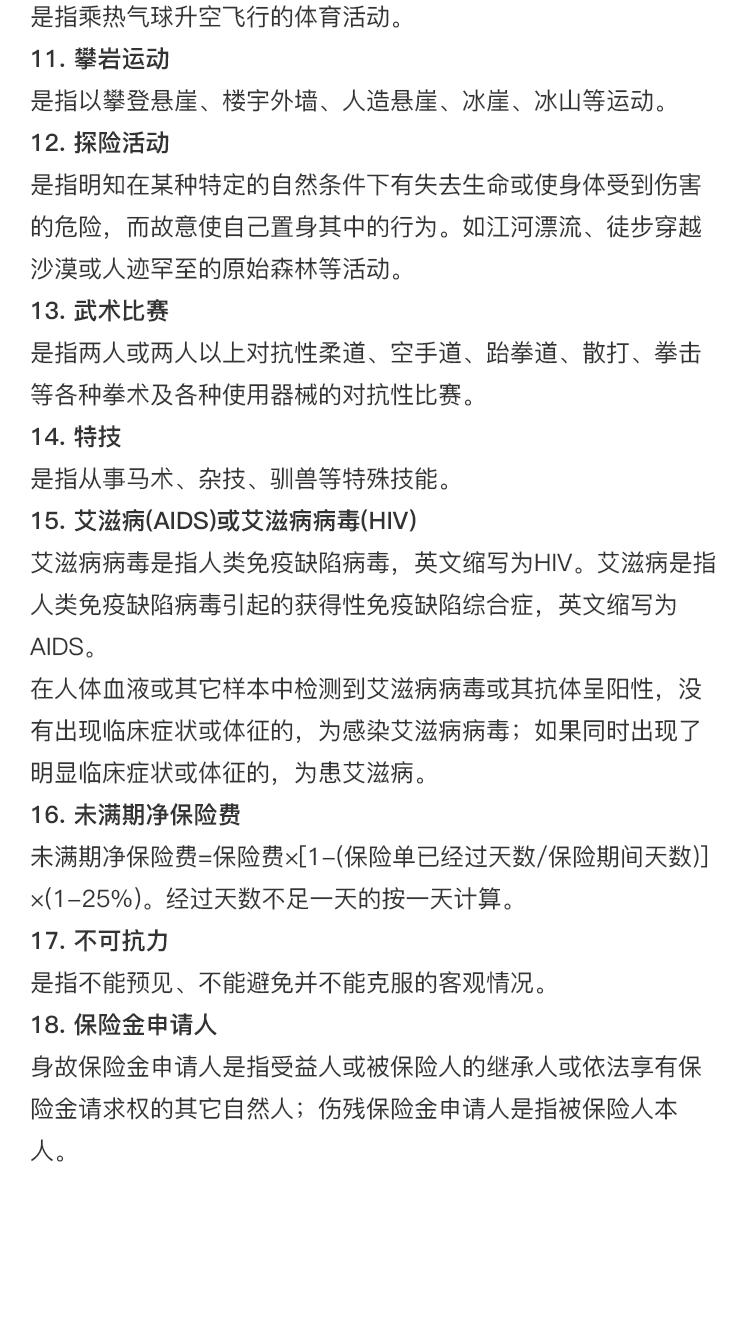 是指乘热气球升空飞行的体育活动。
11. 攀岩运动
是指以攀登悬崖、楼宇外墙、人造悬崖、冰崖、冰山等运动。
12. 探险活动
是指明知在某种特定的自然条件下有失去生命或使身体受到伤害
的危险，而故意使自己置身其中的行为。如江河漂流、徒步穿越
沙漠或人迹罕至的原始森林等活动。
13. 武术比赛
是指两人或两人以上对抗性柔道、空手道、跆拳道、散打、拳击
等各种拳术及各种使用器械的对抗性比赛。
14. 特技
是指从事马术、杂技、驯兽等特殊技能。
15. 艾滋病(AIDS)或艾滋病病毒(HIV)
艾滋病病毒是指人类免疫缺陷病毒，英文缩写为HIV。艾滋病是指
人类免疫缺陷病毒引起的获得性免疫缺陷综合症，英文缩写为
AIDS。
在人体血液或其它样本中检测到艾滋病病毒或其抗体呈阳性，没
有出现临床症状或体征的，为感染艾滋病病毒；如果同时出现了
明显临床症状或体征的，为患艾滋病。
16. 未满期净保险费
未满期净保险费=保险费×[1-(保险单已经过天数/保险期间天数)]
×(1-25%)。经过天数不足一天的按一天计算。
17. 不可抗力
是指不能预见、不能避免并不能克服的客观情况。
18. 保险金申请人
身故保险金申请人是指受益人或被保险人的继承人或依法享有保
险金请求权的其它自然人；伤残保险金申请人是指被保险人本
人。